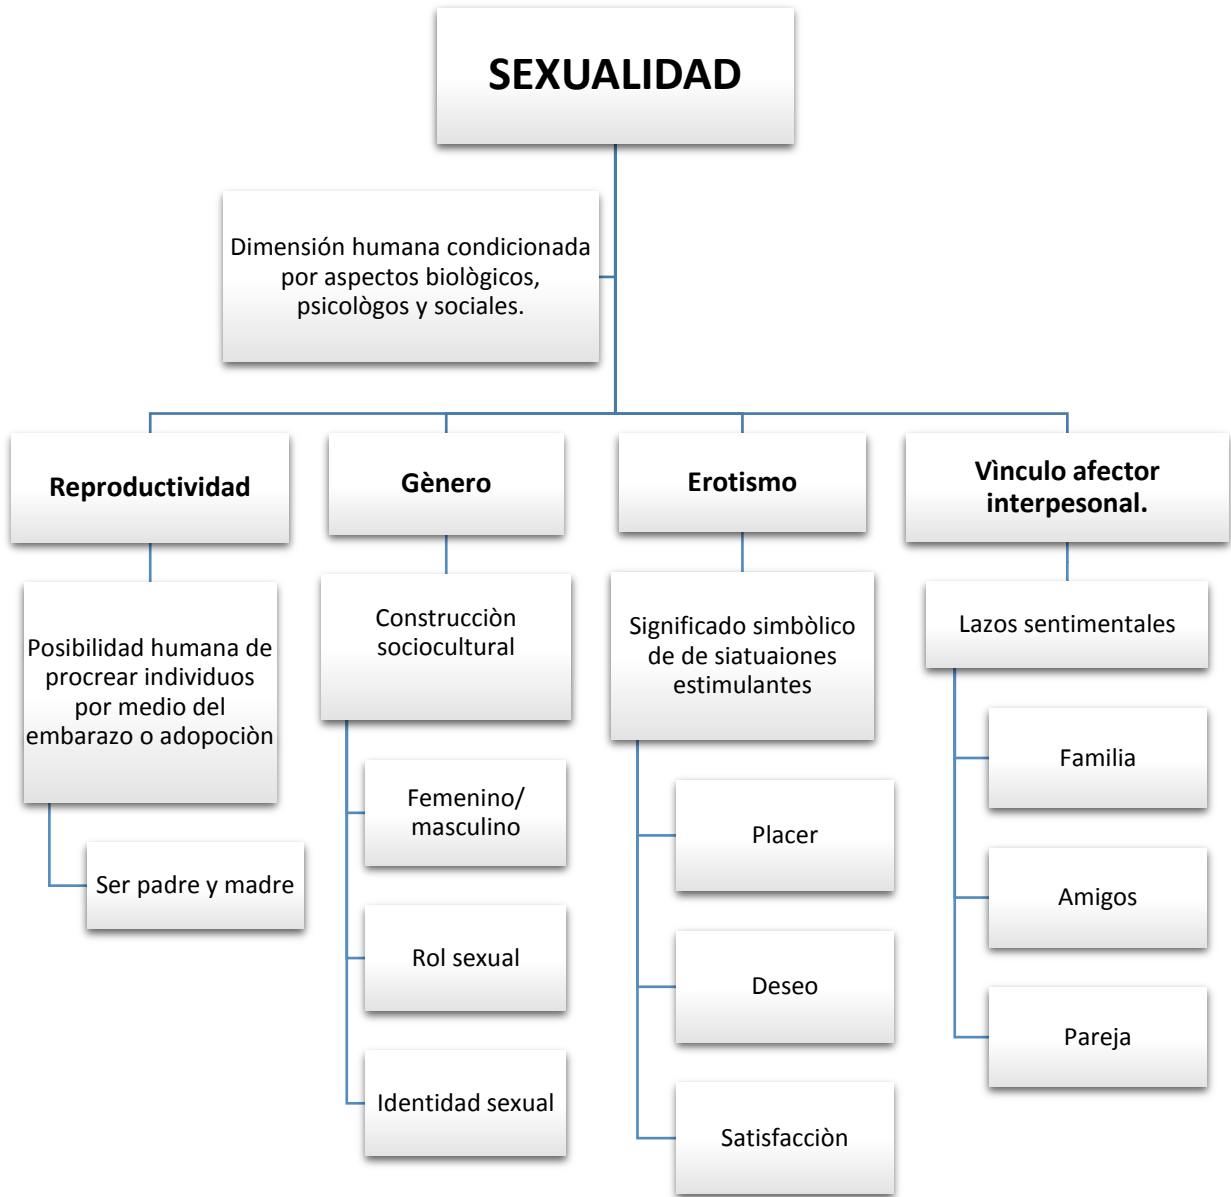 SEXUALIDAD
Dimensión humana condicionada
por aspectos biològicos,
psicològos y sociales.
Reproductividad
Posibilidad humana de
procrear individuos
por medio del
embarazo o adopociòn
Ser padre y madre
Gènero
Construcciòn
sociocultural
Femenino/
masculino
Rol sexual
Identidad sexual
Erotismo
Significado simbòlico
de de siatuaiones
estimulantes
Placer
Deseo
Satisfacciòn
Vìnculo afector
interpesonal.
Lazos sentimentales
Familia
Amigos
Pareja